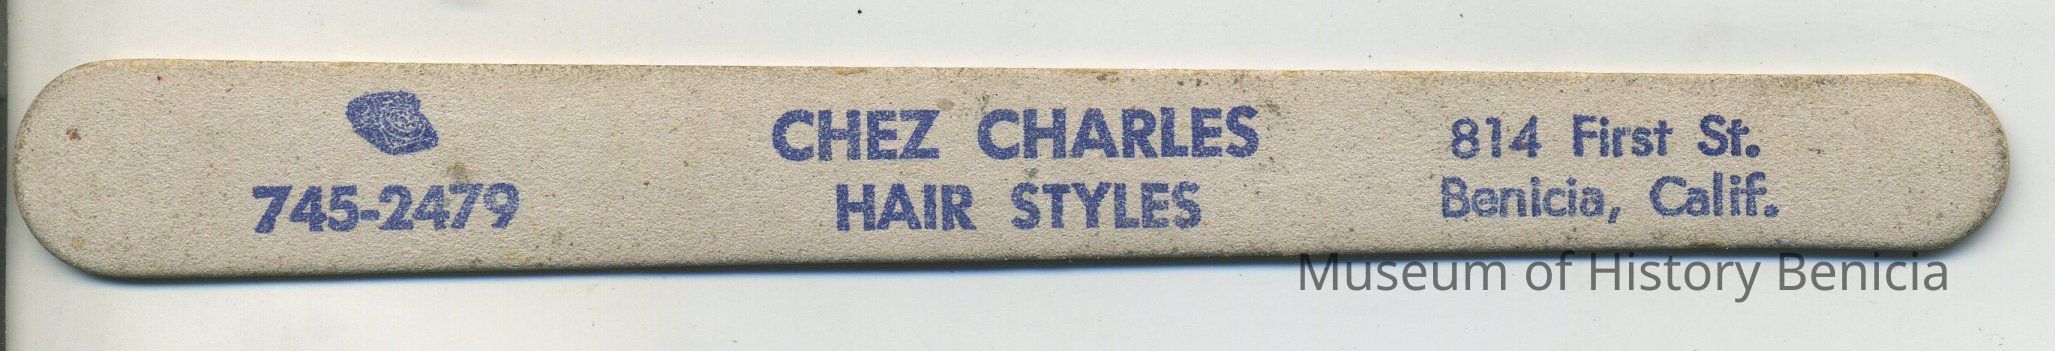 745-2479
CHEZ CHARLES
HAIR STYLES
814 First St.
Benicia, Calif.
Museum of History Benicia